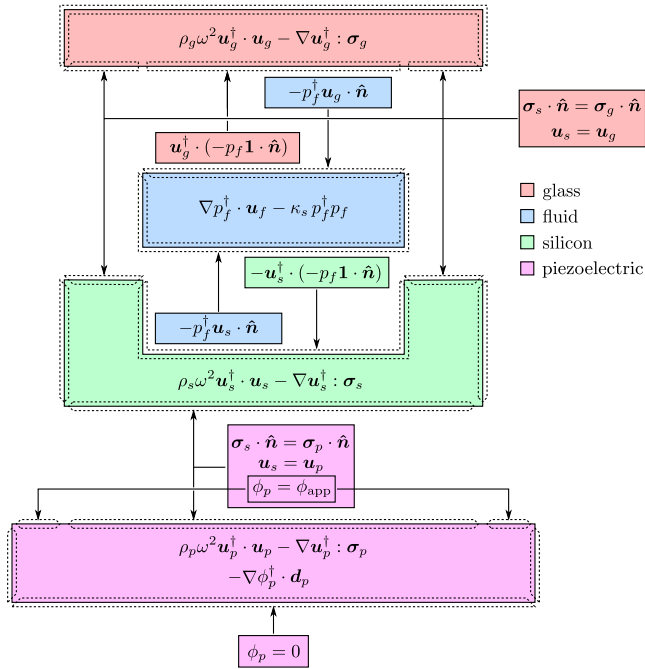 ρ_g ω² u_g† · u_g − ∇u_g† : σ_g
−p_f† u_g · n̂
σ_s · n̂ = σ_g · n̂
u_s = u_g
u_g† · (−p_f 1 · n̂)
glass
fluid
silicon
piezoelectric
∇p_f† · u_f − κ_s p_f† p_f
−u_s† · (−p_f 1 · n̂)
−p_f† u_s · n̂
ρ_s ω² u_s† · u_s − ∇u_s† : σ_s
σ_s · n̂ = σ_p · n̂
u_s = u_p
ϕ_p = ϕ_app
ρ_p ω² u_p† · u_p − ∇u_p† : σ_p
−∇ϕ_p† · d_p
ϕ_p = 0